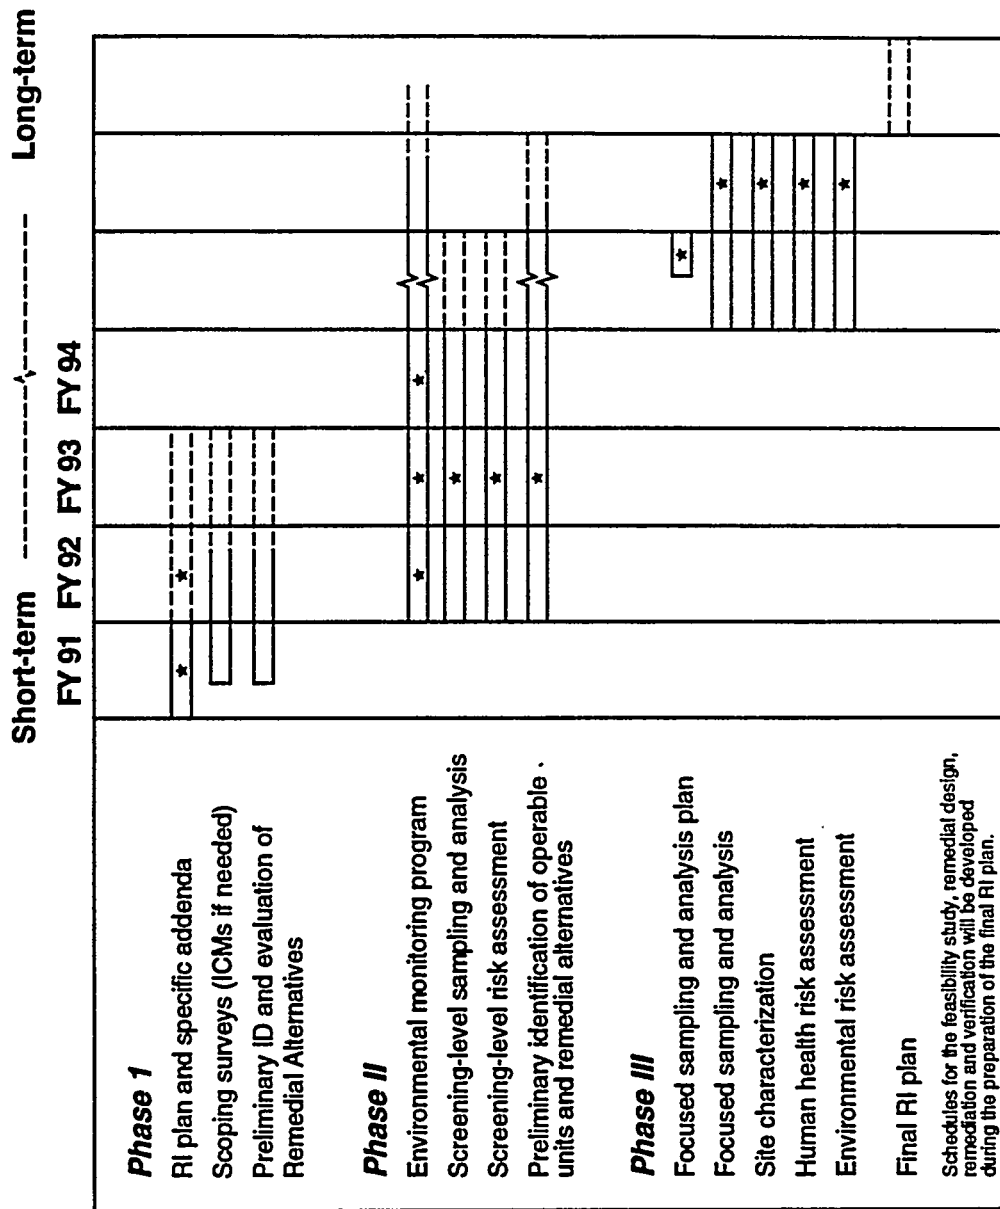 Short-term Long-term
FY 91 FY 92 FY 93 FY 94
Phase 1
RI plan and specific addenda
Scoping surveys (ICMs if needed)
Preliminary ID and evaluation of
Remedial Alternatives
Phase II
Environmental monitoring program
Screening-level sampling and analysis
Screening-level risk assessment
Preliminary identification of operable
units and remedial alternatives
Phase III
Focused sampling and analysis plan
Focused sampling and analysis
Site characterization
Human health risk assessment
Environmental risk assessment
Final RI plan
Schedules for the feasibility study, remedial design,
remediation and verification will be developed
during the preparation of the final RI plan.